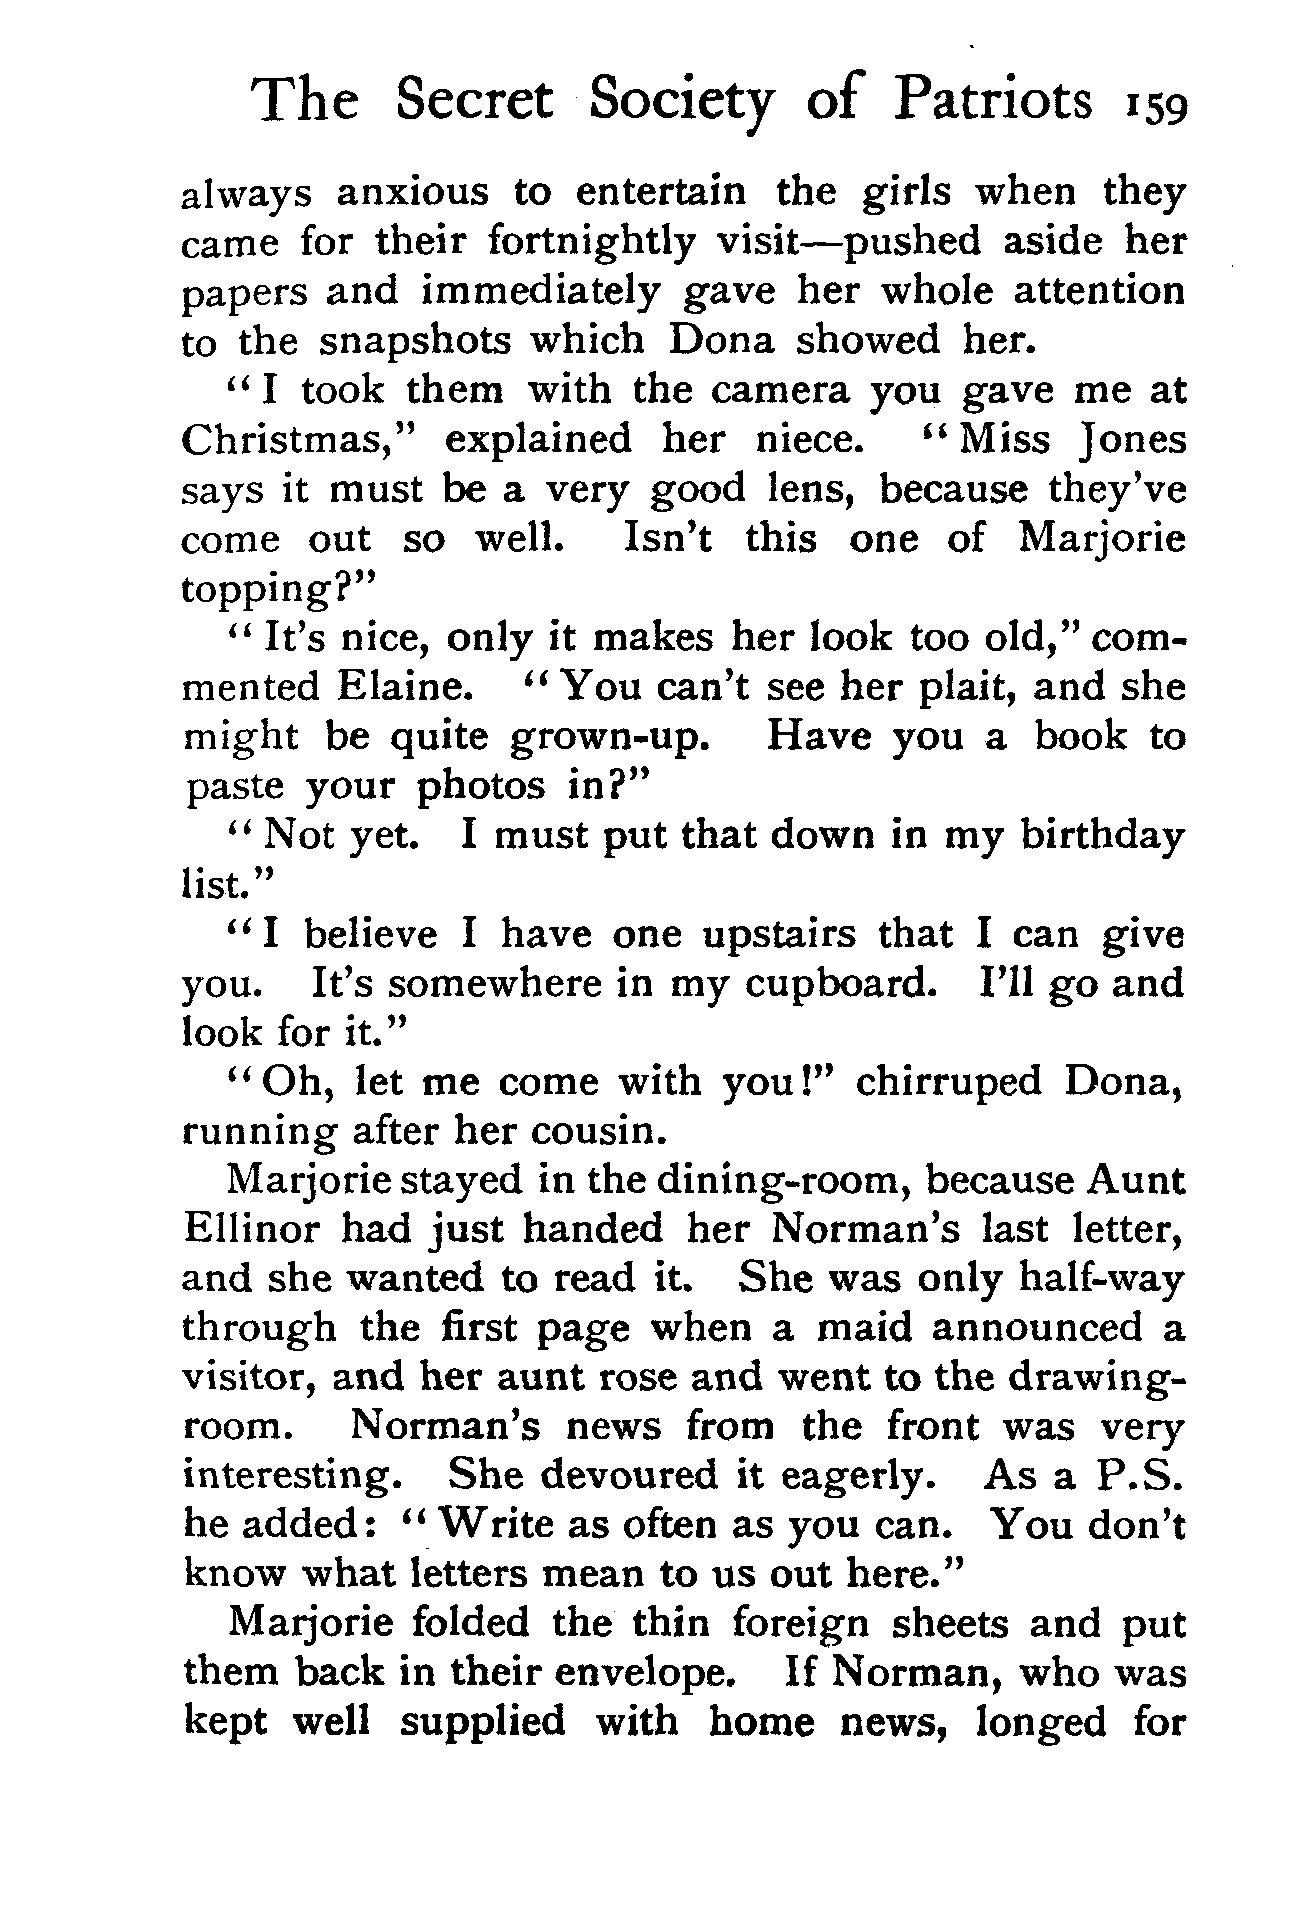 The Secret Society of Patriots 159
always anxious to entertain the girls when they
came for their fortnightly visit—pushed aside her
papers and immediately gave her whole attention
to the snapshots which Dona showed her.
"I took them with the camera you gave me at
Christmas," explained her niece. "Miss Jones
says it must be a very good lens, because they've
come out so well. Isn't this one of Marjorie
topping?"
"It's nice, only it makes her look too old," com-
mented Elaine. "You can't see her plait, and she
might be quite grown-up. Have you a book to
paste your photos in?"
"Not yet. I must put that down in my birthday
list."
"I believe I have one upstairs that I can give
you. It's somewhere in my cupboard. I'll go and
look for it."
"Oh, let me come with you!" chirruped Dona,
running after her cousin.
Marjorie stayed in the dining-room, because Aunt
Ellinor had just handed her Norman's last letter,
and she wanted to read it. She was only half-way
through the first page when a maid announced a
visitor, and her aunt rose and went to the drawing-
room. Norman's news from the front was very
interesting. She devoured it eagerly. As a P.S.
he added: "Write as often as you can. You don't
know what letters mean to us out here."
Marjorie folded the thin foreign sheets and put
them back in their envelope. If Norman, who was
kept well supplied with home news, longed for